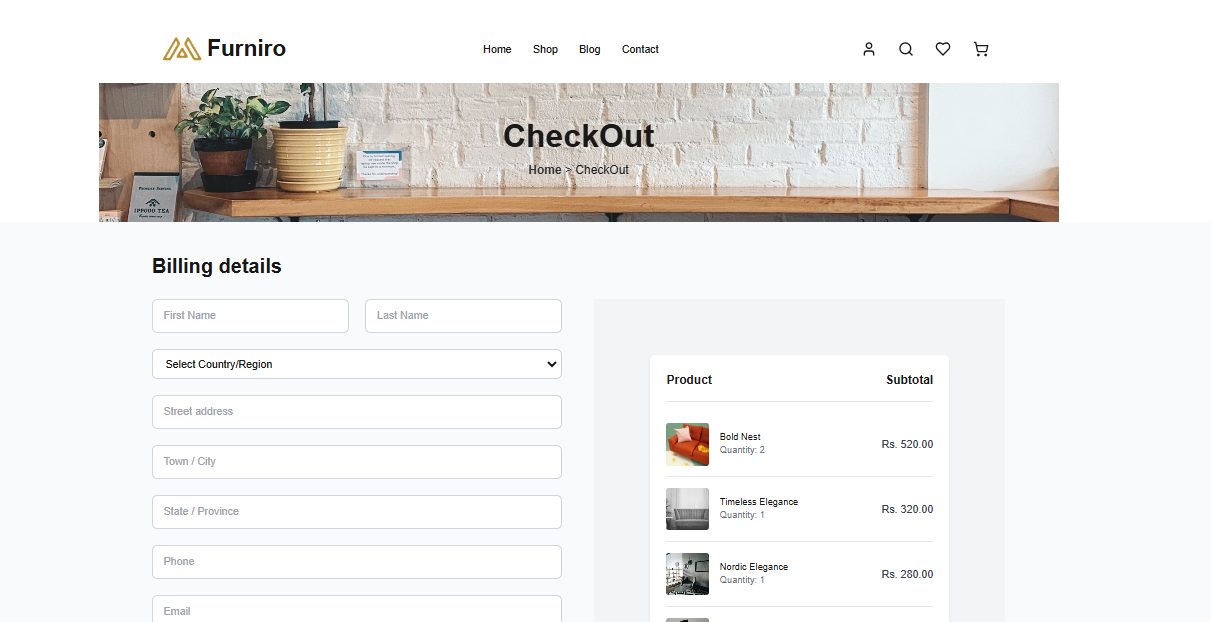 Furniro
Home Shop Blog Contact
CheckOut
Home > CheckOut
IPPODO TEA
Billing details
First Name Last Name
Select Country/Region
Street address
Town / City
State / Province
Phone
Email
Product Subtotal
Bold Nest
Quantity: 2
Rs. 520.00
Timeless Elegance
Quantity: 1
Rs. 320.00
Nordic Elegance
Quantity: 1
Rs. 280.00